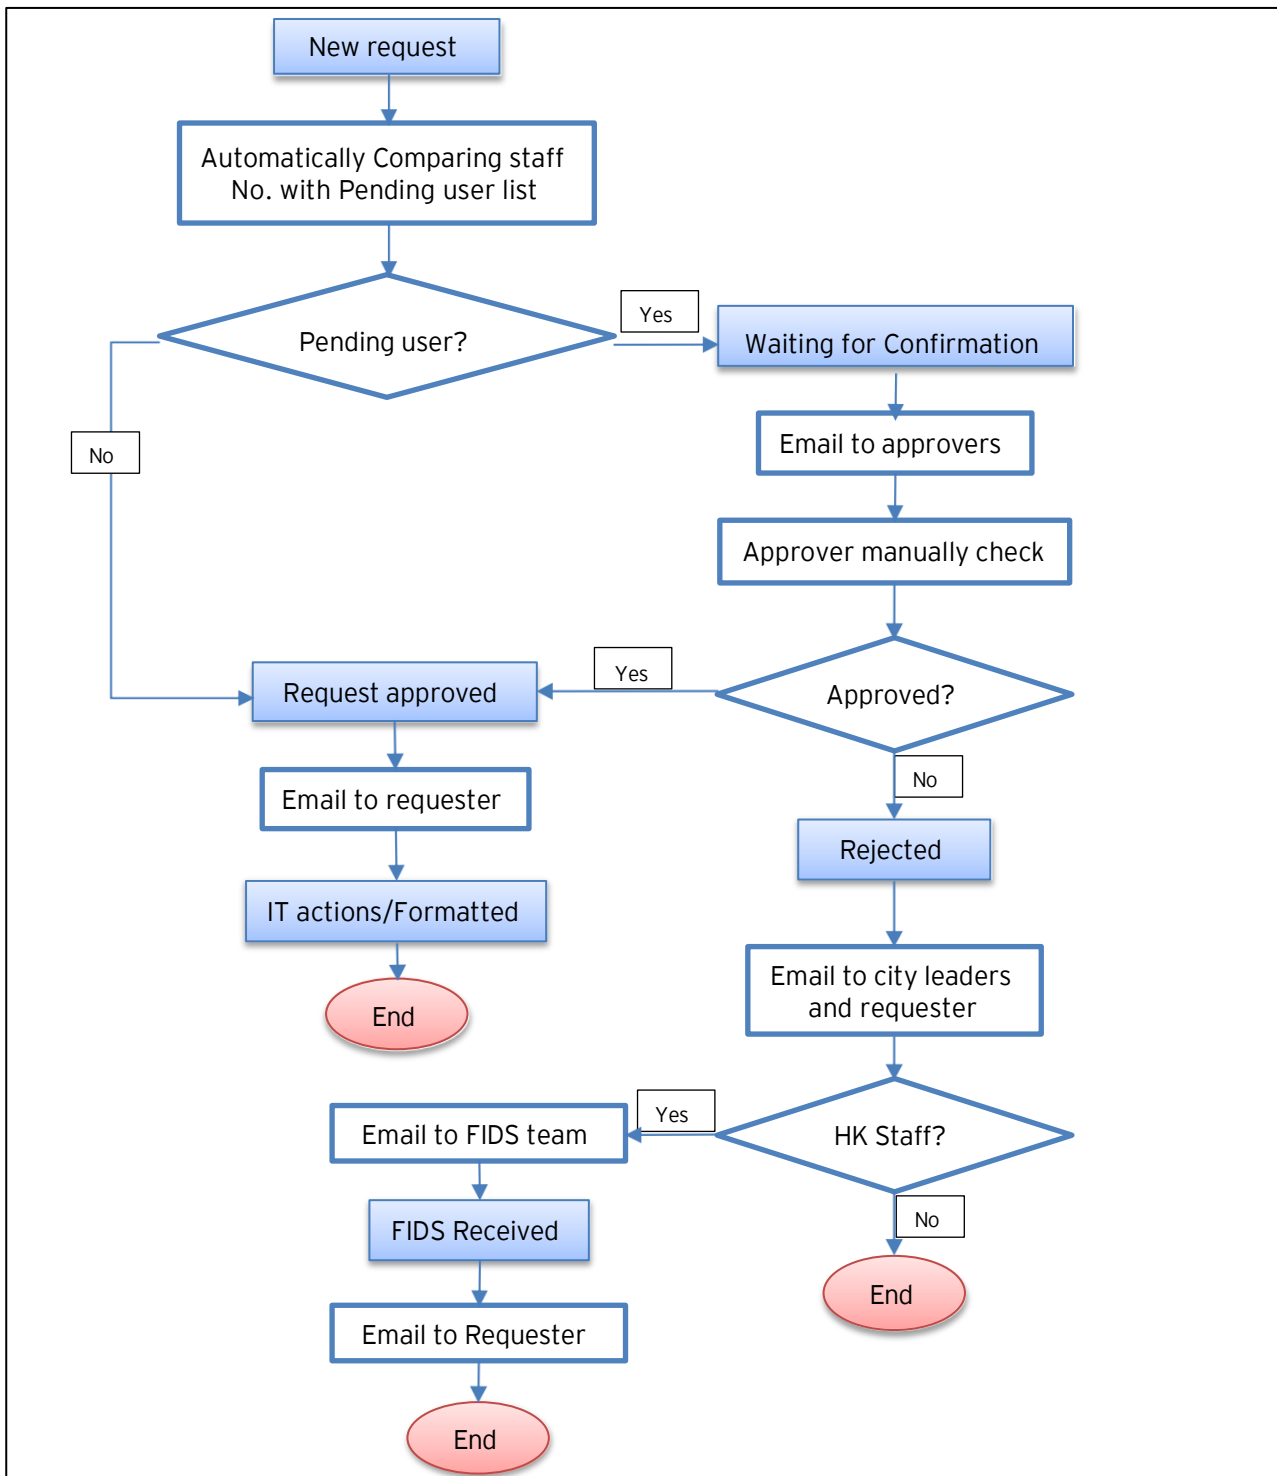 New request
Automatically Comparing staff
No. with Pending user list
Pending user?
Yes
Waiting for Confirmation
Email to approvers
No
Approver manually check
Request approved
Yes
Approved?
Email to requester
No
Rejected
IT actions/Formatted
Email to city leaders
and requester
End
Email to FIDS team
Yes
HK Staff?
FIDS Received
No
End
Email to Requester
End